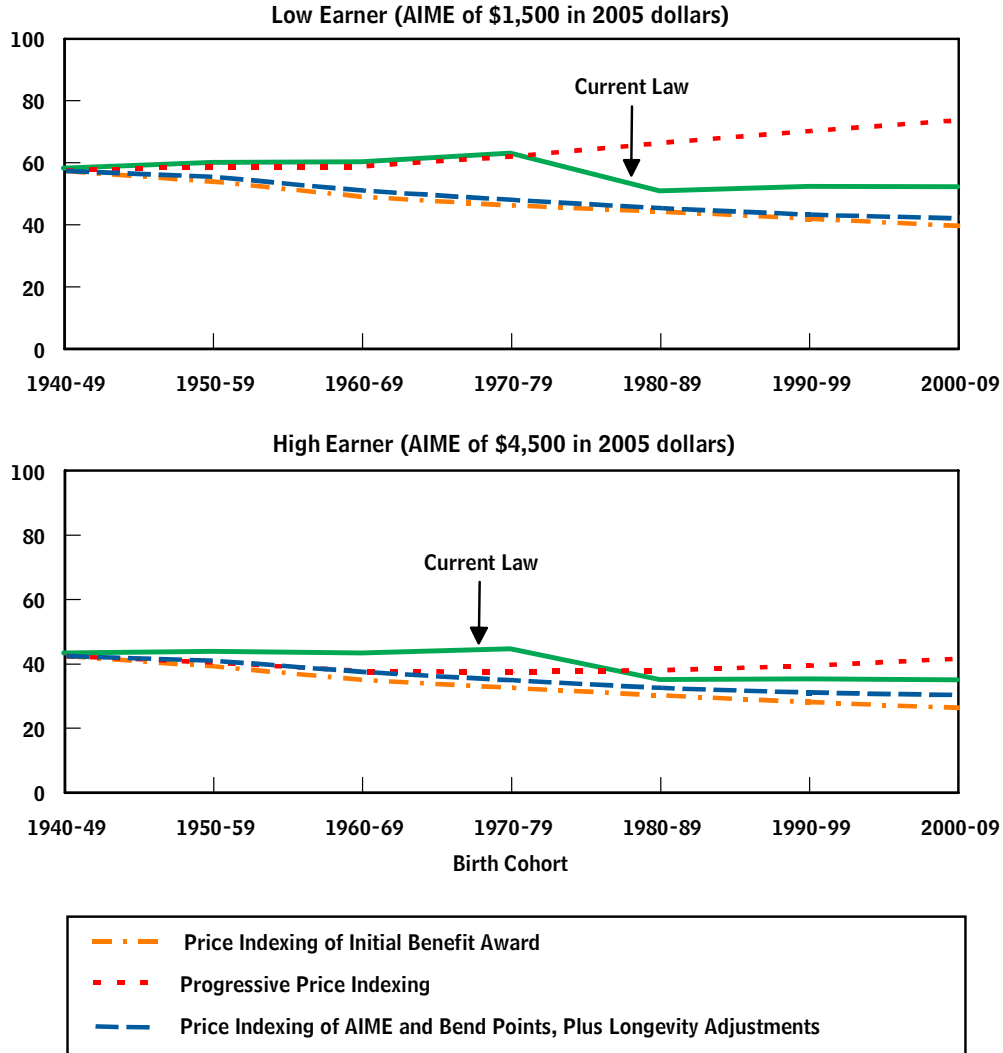 Low Earner (AIME of $1,500 in 2005 dollars)
100
80
60
40
20
0
Current Law
1940-49 1950-59 1960-69 1970-79 1980-89 1990-99 2000-09
High Earner (AIME of $4,500 in 2005 dollars)
100
80
60
40
20
0
Current Law
1940-49 1950-59 1960-69 1970-79 1980-89 1990-99 2000-09
Birth Cohort
Price Indexing of Initial Benefit Award
Progressive Price Indexing
Price Indexing of AIME and Bend Points, Plus Longevity Adjustments